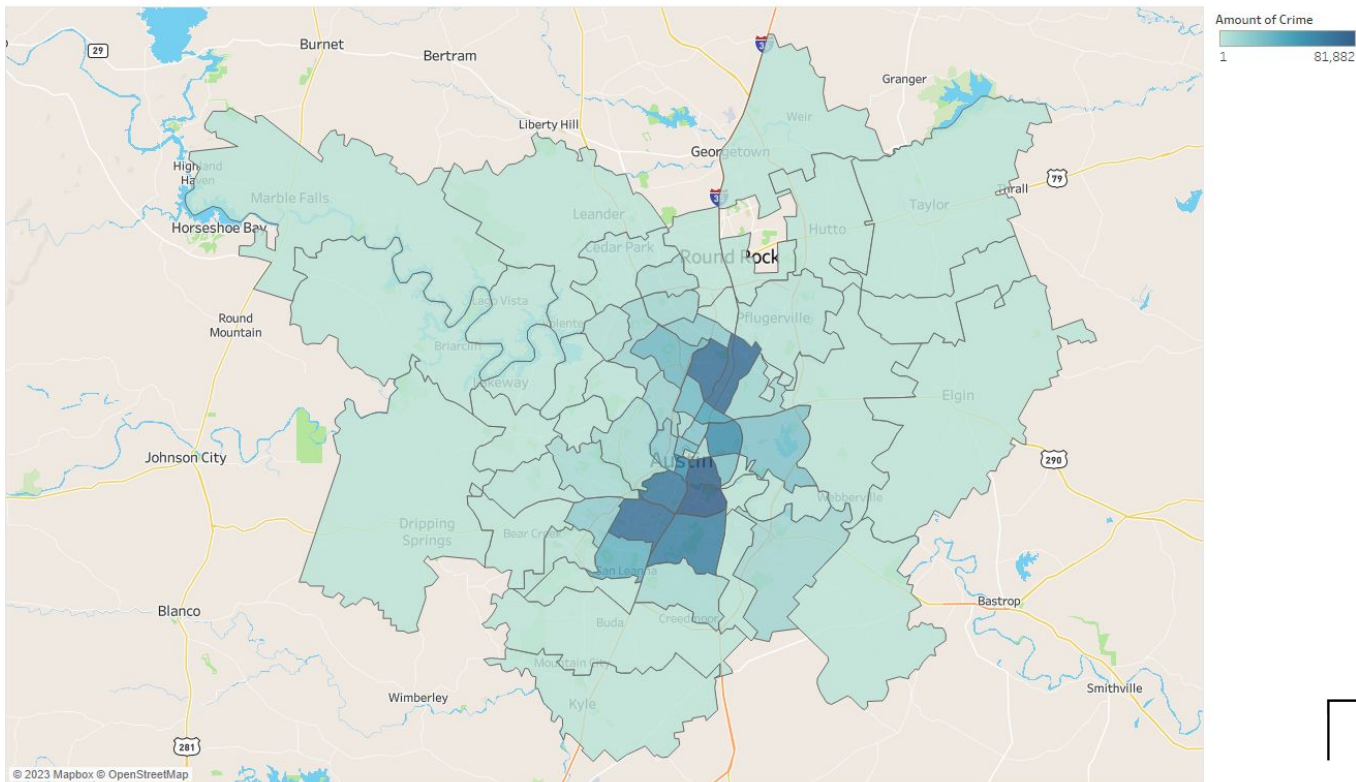 Amount of Crime
1 81,882
29
Burnet
Bertram
Granger
Weir
Liberty Hill
Georgetown
79
Thrall
Highland
Haven
Marble Falls
Taylor
Leander
Hutto
Horseshoe Bay
Cedar Park
Round Rock
Lago Vista
Round
Mountain
Pflugerville
Briarcliff
Lakeway
Elgin
Johnson City
Austin
290
Webberville
Dripping
Springs
Bear Creek
San Leanna
Bastrop
Blanco
Buda
Creedmoor
Mountain City
Smithville
Wimberley
Kyle
281
© 2023 Mapbox © OpenStreetMap